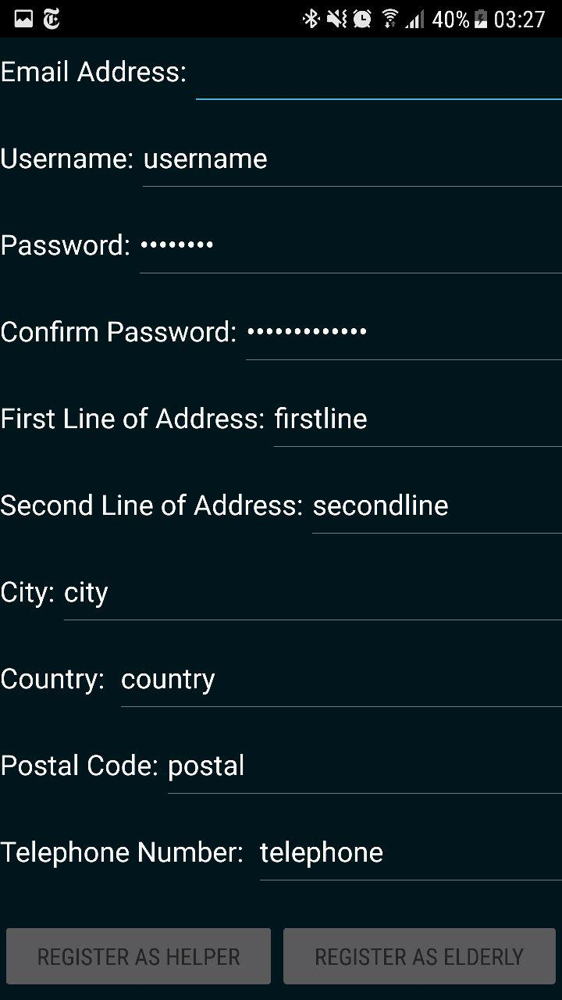 40% 03:27
Email Address:
Username: username
Password: ••••••••
Confirm Password: •••••••••••••
First Line of Address: firstline
Second Line of Address: secondline
City: city
Country: country
Postal Code: postal
Telephone Number: telephone
REGISTER AS HELPER REGISTER AS ELDERLY